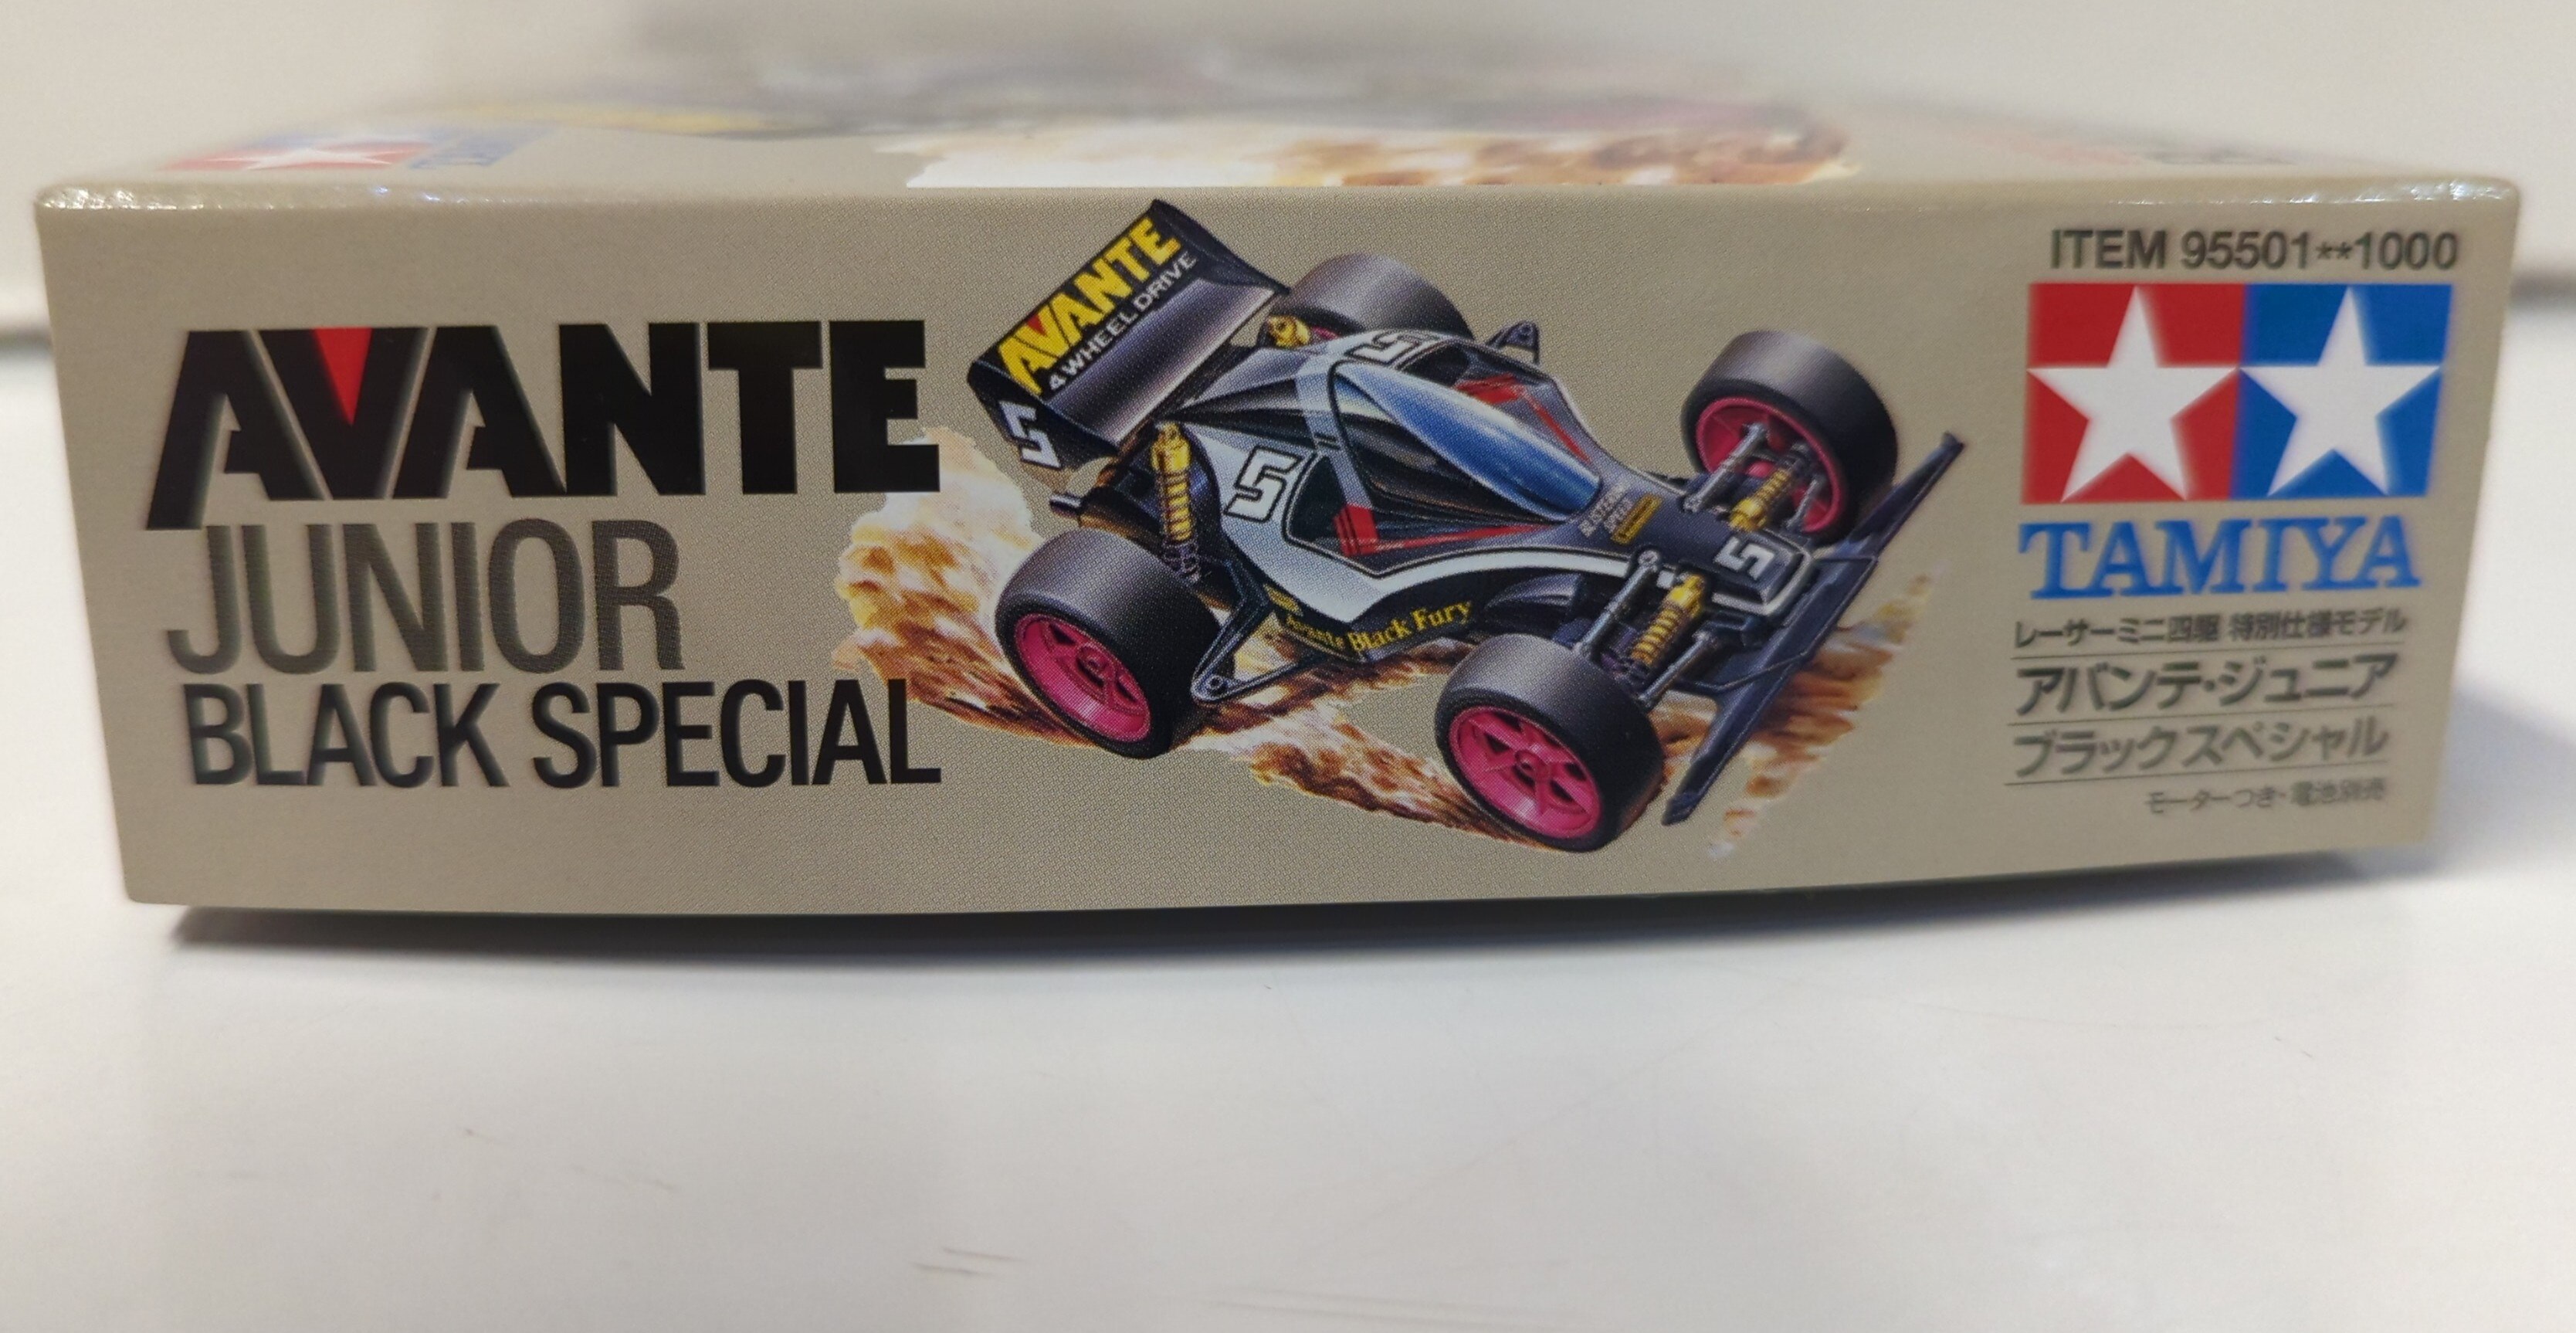 AVANTE
JUNIOR
BLACK SPECIAL
AVANTE
4 WHEEL DRIVE
5
5
5
5
Avante Black Fury
ITEM 95501**1000
TAMIYA
レーサーミニ四駆 特別仕様モデル
アバンテ・ジュニア
ブラックスペシャル
モーターつき・電池別売